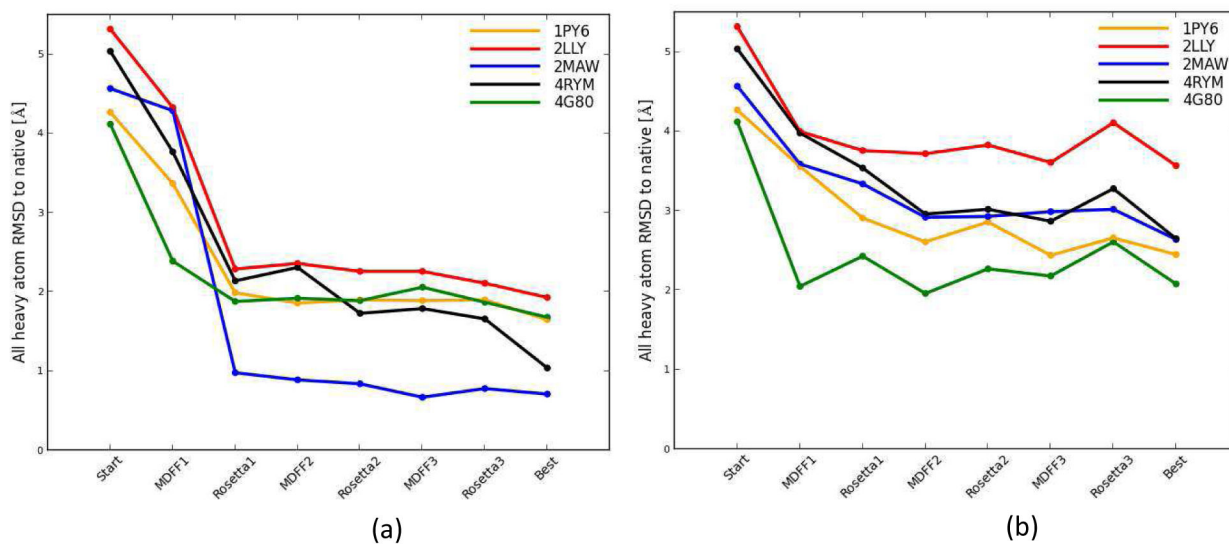 All heavy atom RMSD to native [Å]
5
4
3
2
1
0
1PY6
2LLY
2MAW
4RYM
4G80
Start
MDFF1
Rosetta1
MDFF2
Rosetta2
MDFF3
Rosetta3
Best
(a)
All heavy atom RMSD to native [Å]
5
4
3
2
1
0
1PY6
2LLY
2MAW
4RYM
4G80
Start
MDFF1
Rosetta1
MDFF2
Rosetta2
MDFF3
Rosetta3
Best
(b)